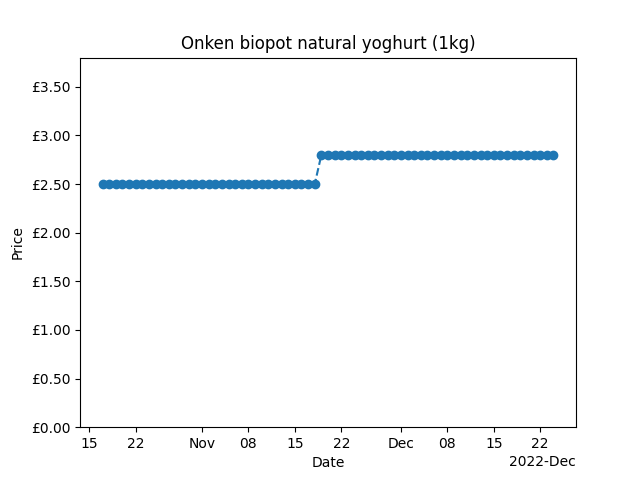 Onken biopot natural yoghurt (1kg)
£3.50
£3.00
£2.50
£2.00
£1.50
£1.00
£0.50
£0.00
Price
15 22 Nov 08 15 22 Dec 08 15 22
Date
2022-Dec